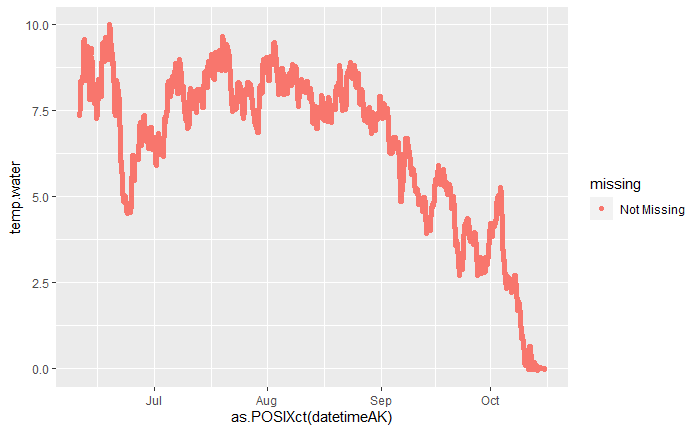 10.0
7.5
5.0
2.5
0.0
temp.water
Jul
Aug
Sep
Oct
as.POSIXct(datetimeAK)
missing
Not Missing